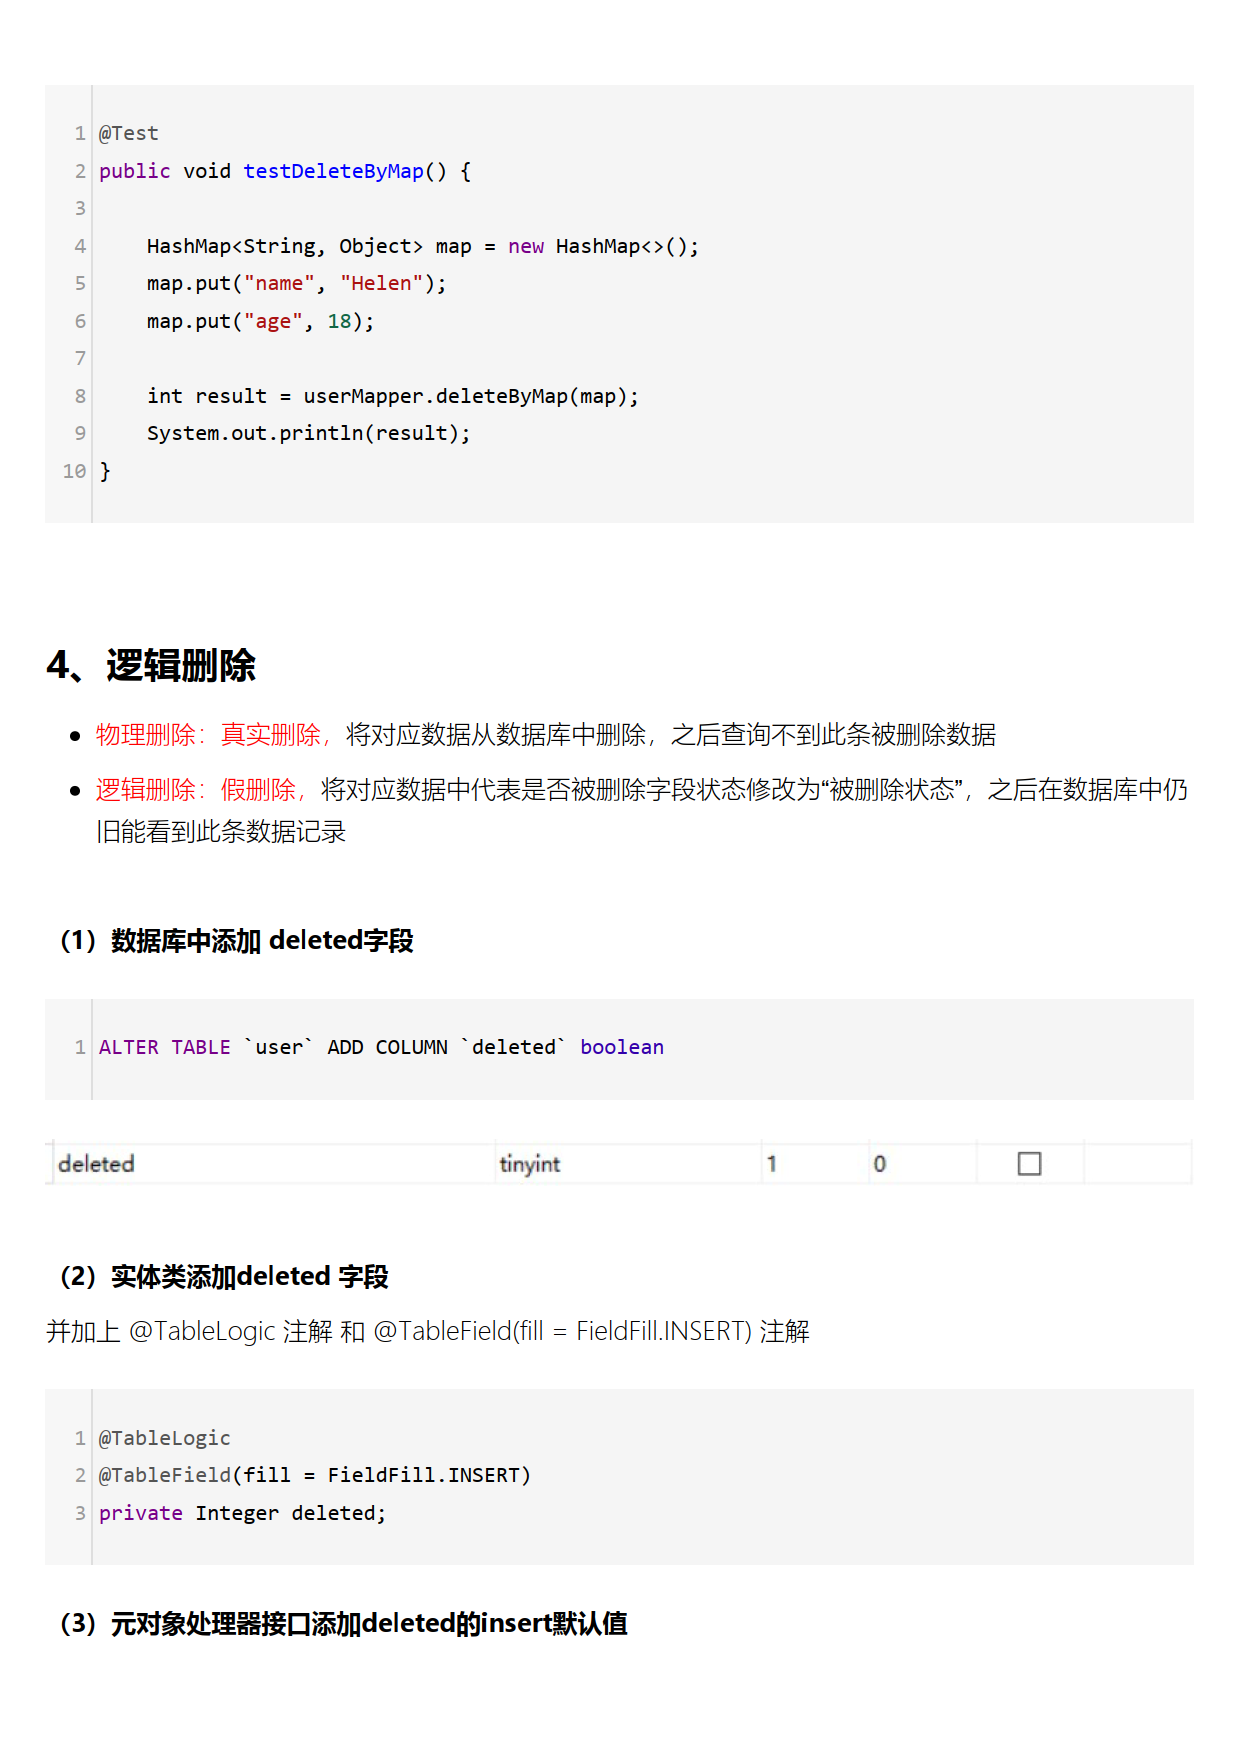 1 @Test
2 public void testDeleteByMap() {
3
4     HashMap<String, Object> map = new HashMap<>();
5     map.put("name", "Helen");
6     map.put("age", 18);
7
8     int result = userMapper.deleteByMap(map);
9     System.out.println(result);
10 }
4、逻辑删除
● 物理删除：真实删除，将对应数据从数据库中删除，之后查询不到此条被删除数据
● 逻辑删除：假删除，将对应数据中代表是否被删除字段状态修改为“被删除状态”，之后在数据库中仍
旧能看到此条数据记录
（1）数据库中添加 deleted字段
1 ALTER TABLE `user` ADD COLUMN `deleted` boolean
deleted tinyint 1 0
（2）实体类添加deleted 字段
并加上 @TableLogic 注解 和 @TableField(fill = FieldFill.INSERT) 注解
1 @TableLogic
2 @TableField(fill = FieldFill.INSERT)
3 private Integer deleted;
（3）元对象处理器接口添加deleted的insert默认值